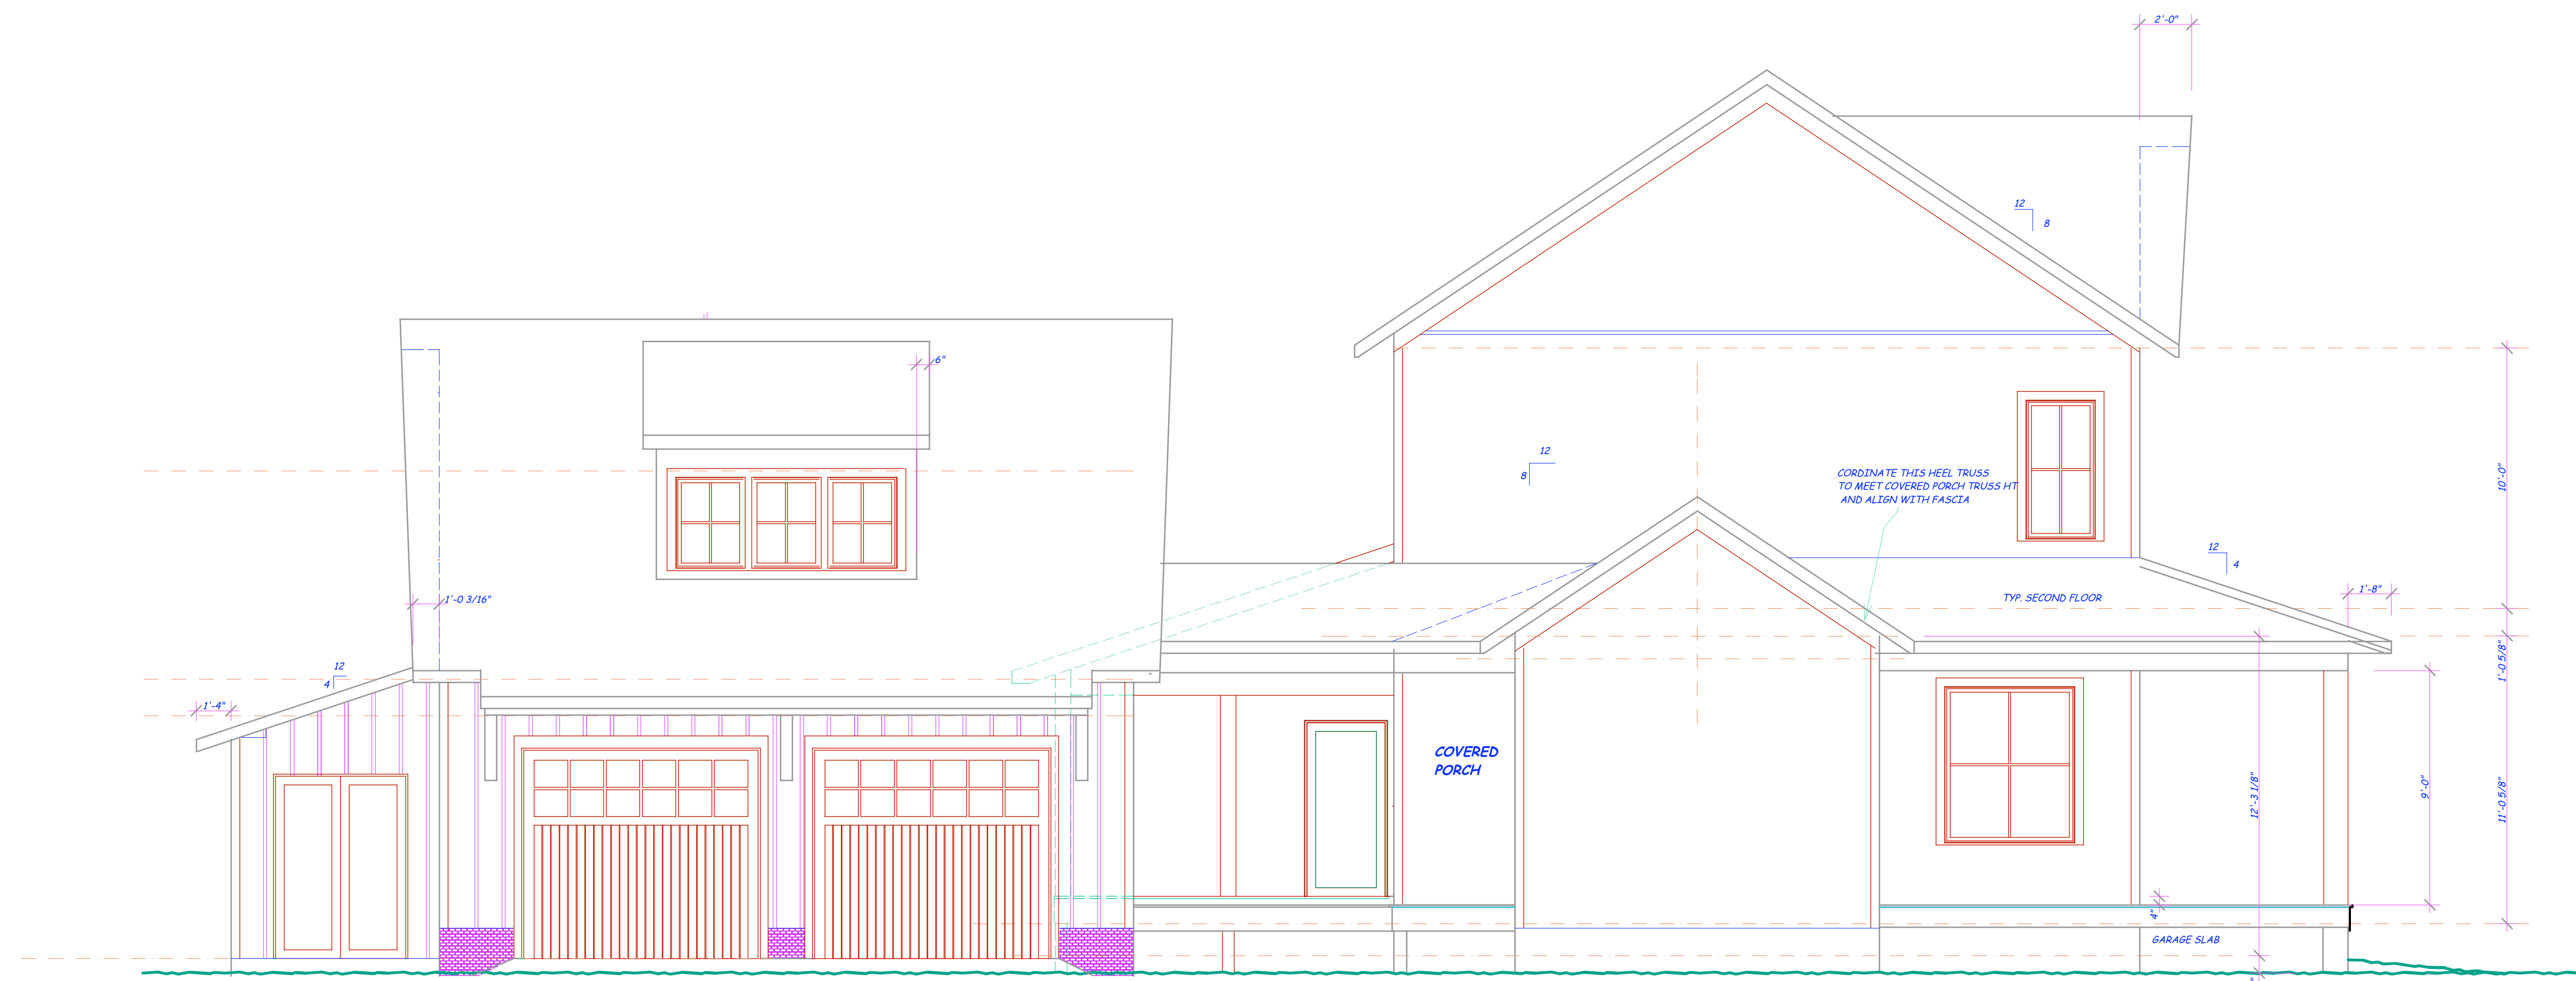 2'-0"
12
8
6"
12
8
CORDINATE THIS HEEL TRUSS
TO MEET COVERED PORCH TRUSS HT
AND ALIGN WITH FASCIA
10'-0"
12
4
1'-8"
TYP. SECOND FLOOR
1'-0 3/16"
12
4
1'-4"
1'-0 5/8"
COVERED
PORCH
12'-3 1/8"
9'-0"
11'-0 5/8"
4"
GARAGE SLAB